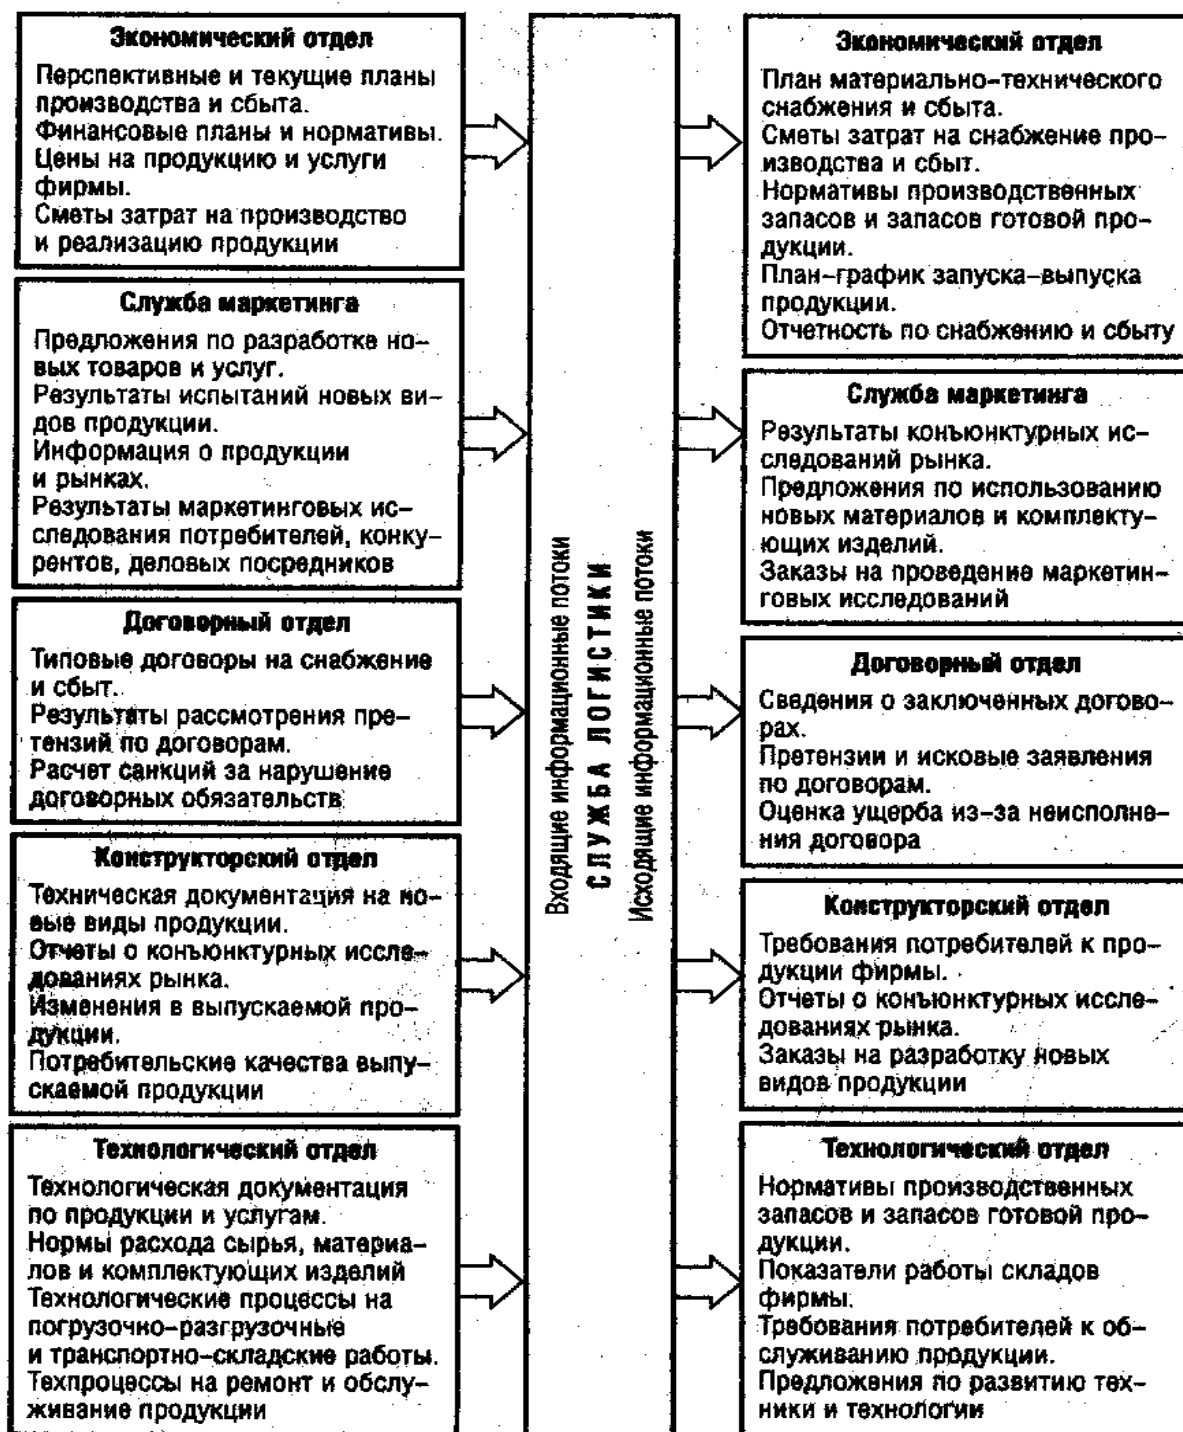 Экономический отдел
Перспективные и текущие планы
производства и сбыта.
Финансовые планы и нормативы.
Цены на продукцию и услуги
фирмы.
Сметы затрат на производство
и реализацию продукции
Служба маркетинга
Предложения по разработке но-
вых товаров и услуг.
Результаты испытаний новых ви-
дов продукции.
Информация о продукции
и рынках.
Результаты маркетинговых ис-
следования потребителей, конку-
рентов, деловых посредников
Договорный отдел
Типовые договоры на снабжение
и сбыт.
Результаты рассмотрения пре-
тензий по договорам.
Расчет санкций за нарушение
договорных обязательств
Конструкторский отдел
Техническая документация на но-
вые виды продукции.
Отчеты о конъюнктурных иссле-
дованиях рынка.
Изменения в выпускаемой про-
дукции.
Потребительские качества выпу-
скаемой продукции
Технологический отдел
Технологическая документация
по продукции и услугам.
Нормы расхода сырья, материа-
лов и комплектующих изделий
Технологические процессы на
погрузочно-разгрузочные
и транспортно-складские работы.
Техпроцессы на ремонт и обслу-
живание продукции
Входящие информационные потоки
СЛУЖБА ЛОГИСТИКИ
Исходящие информационные потоки
Экономический отдел
План материально-технического
снабжения и сбыта.
Сметы затрат на снабжение про-
изводства и сбыт.
Нормативы производственных
запасов и запасов готовой про-
дукции.
План-график запуска-выпуска
продукции.
Отчетность по снабжению и сбыту
Служба маркетинга
Результаты конъюнктурных ис-
следований рынка.
Предложения по использованию
новых материалов и комплекту-
ющих изделий.
Заказы на проведение маркетин-
говых исследований
Договорный отдел
Сведения о заключенных догово-
рах.
Претензии и исковые заявления
по договорам.
Оценка ущерба из-за неисполне-
ния договора
Конструкторский отдел
Требования потребителей к про-
дукции фирмы.
Отчеты о конъюнктурных иссле-
дованиях рынка.
Заказы на разработку новых
видов продукции
Технологический отдел
Нормативы производственных
запасов и запасов готовой про-
дукции.
Показатели работы складов
фирмы.
Требования потребителей к об-
служиванию продукции.
Предложения по развитию тех-
ники и технологии